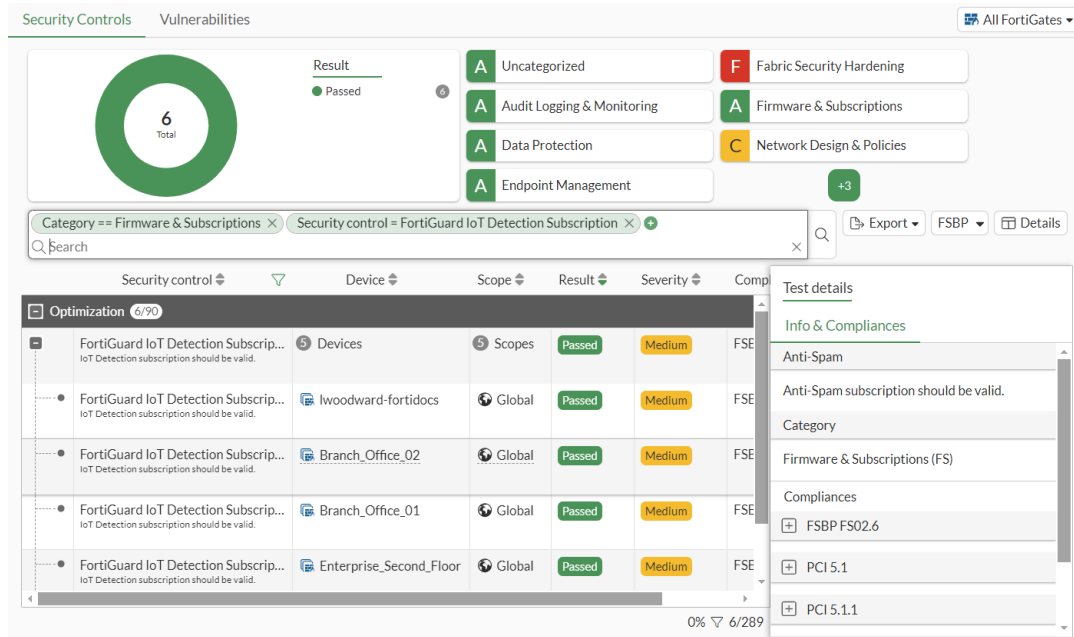 Security Controls
Vulnerabilities
All FortiGates
6
Total
Result
Passed
6
A Uncategorized
A Audit Logging & Monitoring
A Data Protection
A Endpoint Management
F Fabric Security Hardening
A Firmware & Subscriptions
C Network Design & Policies
+3
Category == Firmware & Subscriptions
Security control = FortiGuard IoT Detection Subscription
Search
Export
FSBP
Details
Security control Device Scope Result Severity Compl
Optimization 6/90
FortiGuard IoT Detection Subscrip... 5 Devices 5 Scopes Passed Medium FSE
IoT Detection subscription should be valid.
FortiGuard IoT Detection Subscrip... lwoodward-fortidocs Global Passed Medium FSE
IoT Detection subscription should be valid.
FortiGuard IoT Detection Subscrip... Branch_Office_02 Global Passed Medium FSE
IoT Detection subscription should be valid.
FortiGuard IoT Detection Subscrip... Branch_Office_01 Global Passed Medium FSE
IoT Detection subscription should be valid.
FortiGuard IoT Detection Subscrip... Enterprise_Second_Floor Global Passed Medium FSE
IoT Detection subscription should be valid.
0% 6/289
Test details
Info & Compliances
Anti-Spam
Anti-Spam subscription should be valid.
Category
Firmware & Subscriptions (FS)
Compliances
FSBP FS02.6
PCI 5.1
PCI 5.1.1